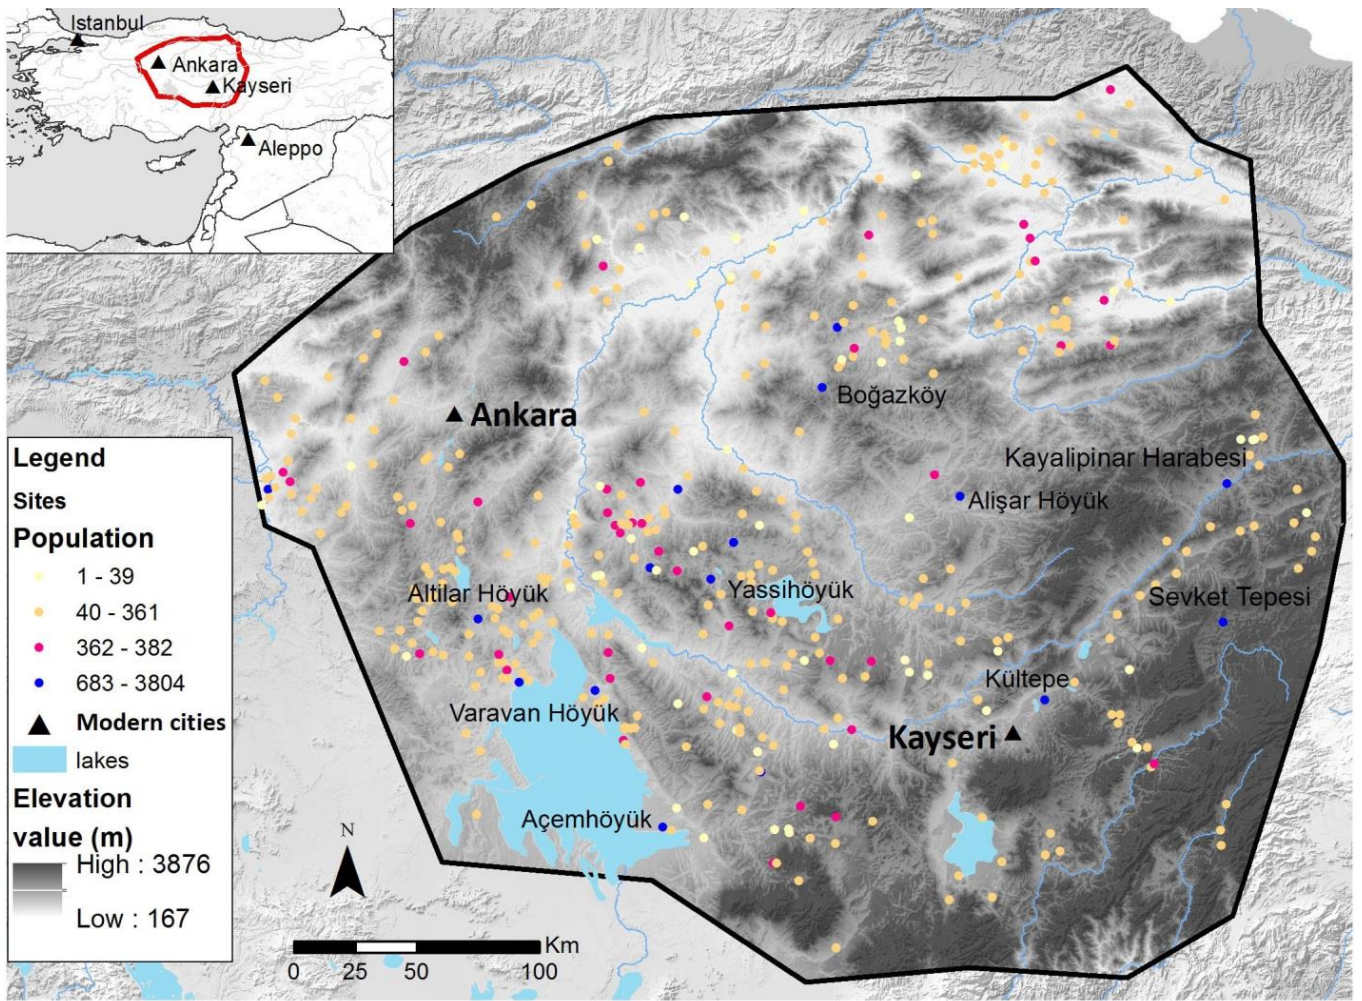 Istanbul
Ankara
Kayseri
Aleppo
Ankara
Boğazköy
Kayalipinar Harabesi
Alişar Höyük
Altilar Höyük
Yassihöyük
Sevket Tepesi
Kültepe
Varavan Höyük
Kayseri
Açemhöyük
Legend
Sites
Population
1 - 39
40 - 361
362 - 382
683 - 3804
Modern cities
lakes
Elevation
value (m)
High : 3876
Low : 167
N
Km
0 25 50 100